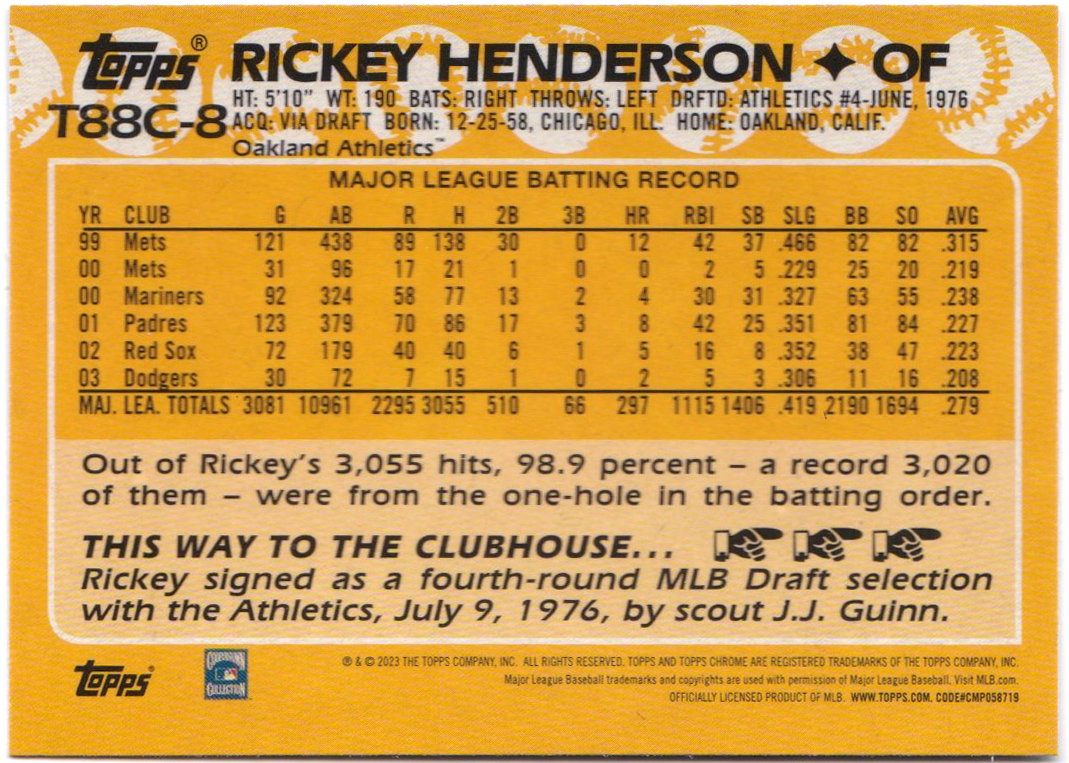 Topps®
RICKEY HENDERSON ✦ OF
T88C-8
HT: 5'10" WT: 190 BATS: RIGHT THROWS: LEFT DRFTD: ATHLETICS #4-JUNE, 1976
ACQ: VIA DRAFT BORN: 12-25-58, CHICAGO, ILL. HOME: OAKLAND, CALIF.
Oakland Athletics™
MAJOR LEAGUE BATTING RECORD
YR CLUB G AB R H 2B 3B HR RBI SB SLG BB SO AVG
99 Mets 121 438 89 138 30 0 12 42 37 .466 82 82 .315
00 Mets 31 96 17 21 1 0 0 2 5 .229 25 20 .219
00 Mariners 92 324 58 77 13 2 4 30 31 .327 63 55 .238
01 Padres 123 379 70 86 17 3 8 42 25 .351 81 84 .227
02 Red Sox 72 179 40 40 6 1 5 16 8 .352 38 47 .223
03 Dodgers 30 72 7 15 1 0 2 5 3 .306 11 16 .208
MAJ. LEA. TOTALS 3081 10961 2295 3055 510 66 297 1115 1406 .419 2190 1694 .279
Out of Rickey's 3,055 hits, 98.9 percent – a record 3,020
of them – were from the one-hole in the batting order.
THIS WAY TO THE CLUBHOUSE...
Rickey signed as a fourth-round MLB Draft selection
with the Athletics, July 9, 1976, by scout J.J. Guinn.
Topps®
COOPERSTOWN
COLLECTION
® & © 2023 THE TOPPS COMPANY, INC. ALL RIGHTS RESERVED. TOPPS AND TOPPS CHROME ARE REGISTERED TRADEMARKS OF THE TOPPS COMPANY, INC.
Major League Baseball trademarks and copyrights are used with permission of Major League Baseball. Visit MLB.com.
OFFICIALLY LICENSED PRODUCT OF MLB. WWW.TOPPS.COM. CODE#CMP058719